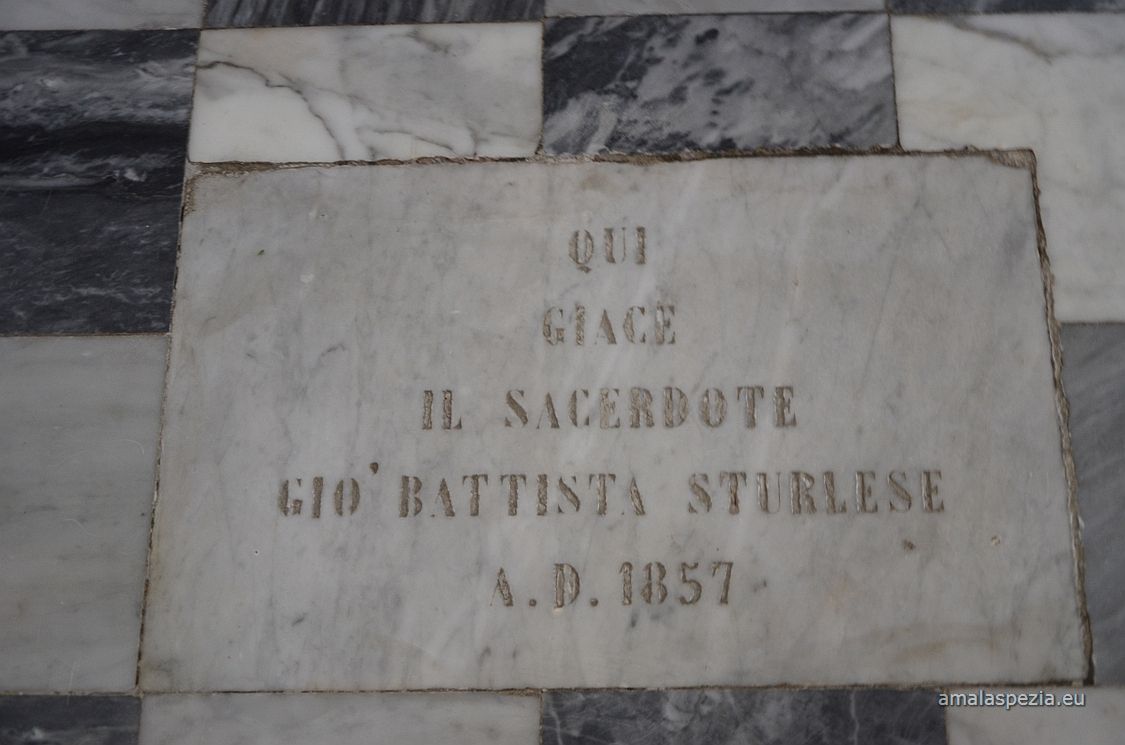 QUI
GIACE
IL SACERDOTE
GIO' BATTISTA STURLESE
A.D. 1857
amalaspezia.eu